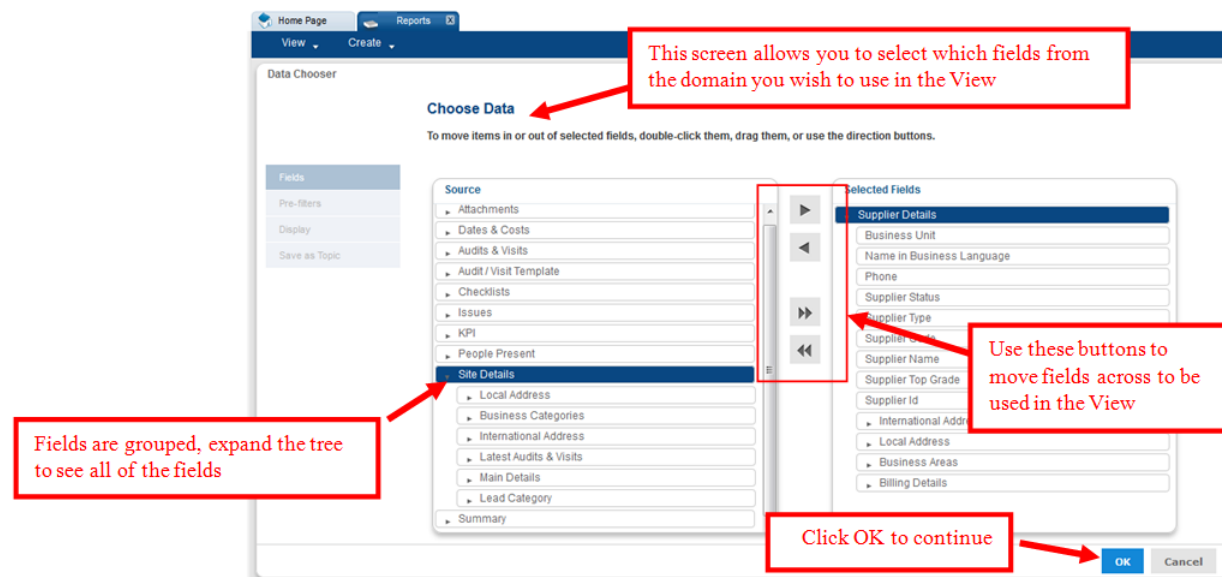 Home Page
Reports
View
Create
This screen allows you to select which fields from
the domain you wish to use in the View
Data Chooser
Choose Data
To move items in or out of selected fields, double-click them, drag them, or use the direction buttons.
Fields
Pre-filters
Display
Save as Topic
Source
Attachments
Dates & Costs
Audits & Visits
Audit / Visit Template
Checklists
Issues
KPI
People Present
Site Details
Local Address
Business Categories
International Address
Latest Audits & Visits
Main Details
Lead Category
Summary
Selected Fields
Supplier Details
Business Unit
Name in Business Language
Phone
Supplier Status
Supplier Type
Supplier
Supplier Name
Supplier Top Grade
Supplier Id
International
Local Address
Business Areas
Billing Details
Use these buttons to
move fields across to be
used in the View
Fields are grouped, expand the tree
to see all of the fields
Click OK to continue
OK
Cancel